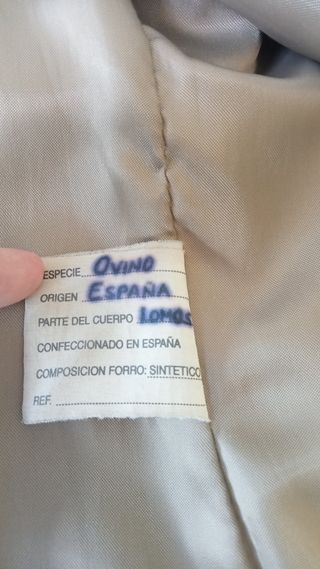 ESPECIE OVINO
ORIGEN ESPAÑA
PARTE DEL CUERPO LOMOS
CONFECCIONADO EN ESPAÑA
COMPOSICION FORRO: SINTETICO
REF.